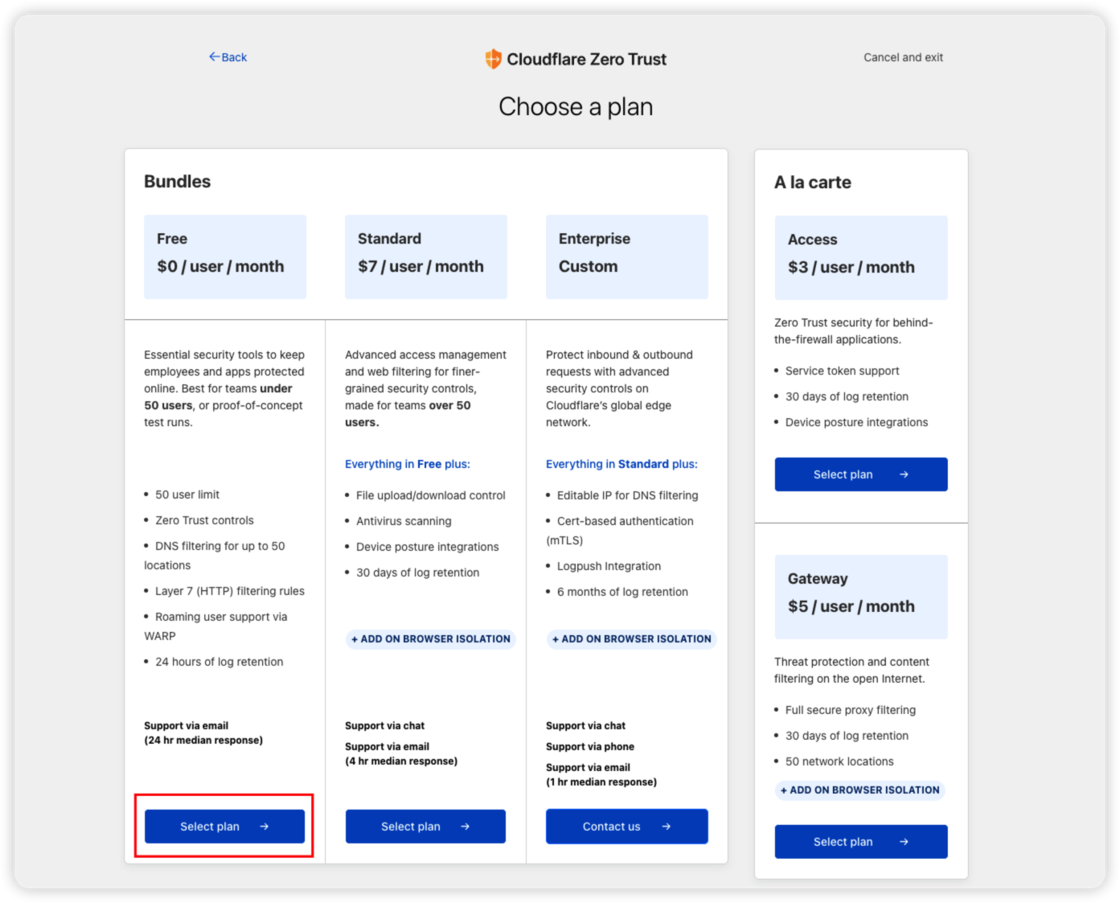 ←Back
Cloudflare Zero Trust
Cancel and exit
Choose a plan
Bundles
Free
$0 / user / month
Standard
$7 / user / month
Enterprise
Custom
Essential security tools to keep
employees and apps protected
online. Best for teams under
50 users, or proof-of-concept
test runs.
• 50 user limit
• Zero Trust controls
• DNS filtering for up to 50
locations
• Layer 7 (HTTP) filtering rules
• Roaming user support via
WARP
• 24 hours of log retention
Support via email
(24 hr median response)
Select plan →
Advanced access management
and web filtering for finer-
grained security controls,
made for teams over 50
users.
Everything in Free plus:
• File upload/download control
• Antivirus scanning
• Device posture integrations
• 30 days of log retention
+ ADD ON BROWSER ISOLATION
Support via chat
Support via email
(4 hr median response)
Select plan →
Protect inbound & outbound
requests with advanced
security controls on
Cloudflare's global edge
network.
Everything in Standard plus:
• Editable IP for DNS filtering
• Cert-based authentication
(mTLS)
• Logpush Integration
• 6 months of log retention
+ ADD ON BROWSER ISOLATION
Support via chat
Support via phone
Support via email
(1 hr median response)
Contact us →
A la carte
Access
$3 / user / month
Zero Trust security for behind-
the-firewall applications.
• Service token support
• 30 days of log retention
• Device posture integrations
Select plan →
Gateway
$5 / user / month
Threat protection and content
filtering on the open Internet.
• Full secure proxy filtering
• 30 days of log retention
• 50 network locations
+ ADD ON BROWSER ISOLATION
Select plan →